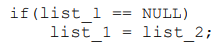 if(list_1 == NULL)
    list_1 = list_2;